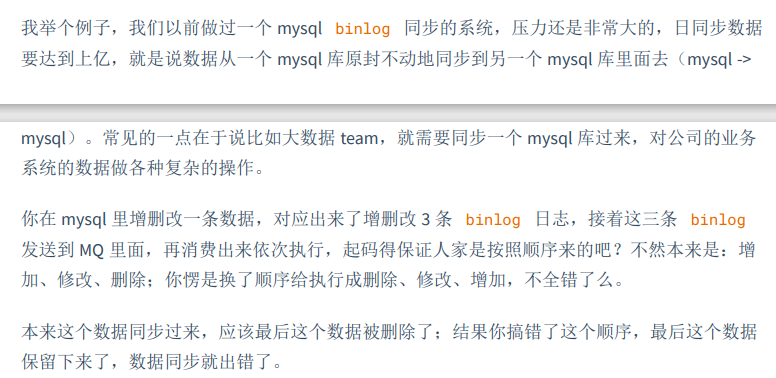 我举个例子，我们以前做过一个 mysql binlog 同步的系统，压力还是非常大的，日同步数据
要达到上亿，就是说数据从一个 mysql 库原封不动地同步到另一个 mysql 库里面去（mysql ->
mysql）。常见的一点在于说比如大数据 team，就需要同步一个 mysql 库过来，对公司的业务
系统的数据做各种复杂的操作。
你在 mysql 里增删改一条数据，对应出来了增删改 3 条 binlog 日志，接着这三条 binlog
发送到 MQ 里面，再消费出来依次执行，起码得保证人家是按照顺序来的吧？不然本来是：增
加、修改、删除；你愣是换了顺序给执行成删除、修改、增加，不全错了么。
本来这个数据同步过来，应该最后这个数据被删除了；结果你搞错了这个顺序，最后这个数据
保留下来了，数据同步就出错了。